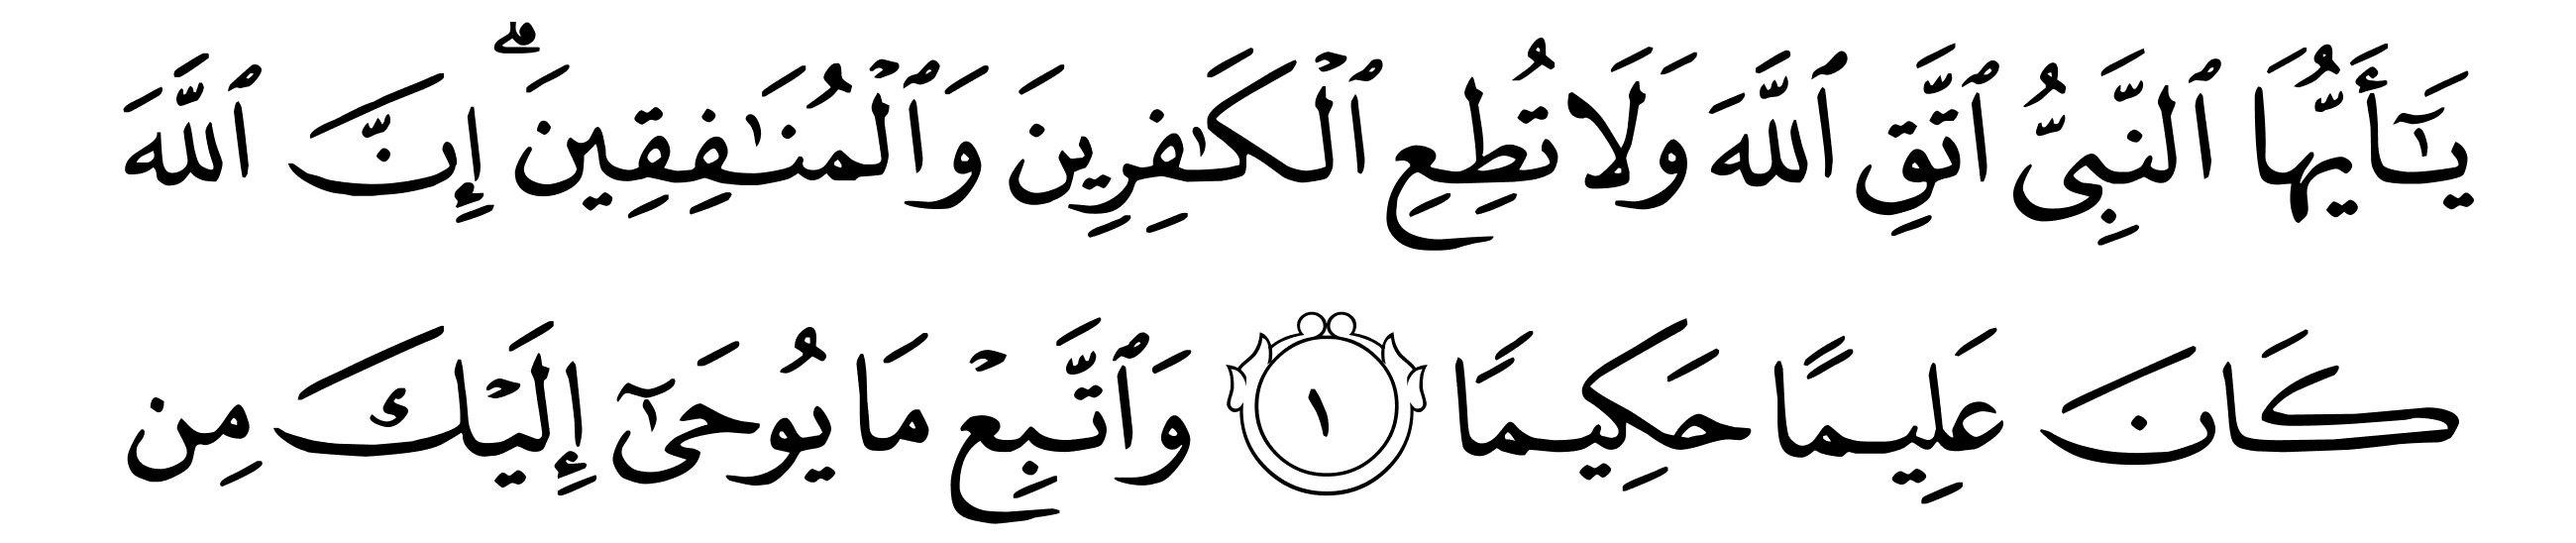 يَـٰٓأَيُّهَا ٱلنَّبِىُّ ٱتَّقِ ٱللَّهَ وَلَا تُطِعِ ٱلْكَـٰفِرِينَ وَٱلْمُنَـٰفِقِينَ ۗ إِنَّ ٱللَّهَ
كَانَ عَلِيمًا حَكِيمًا ١ وَٱتَّبِعْ مَا يُوحَىٰٓ إِلَيْكَ مِن